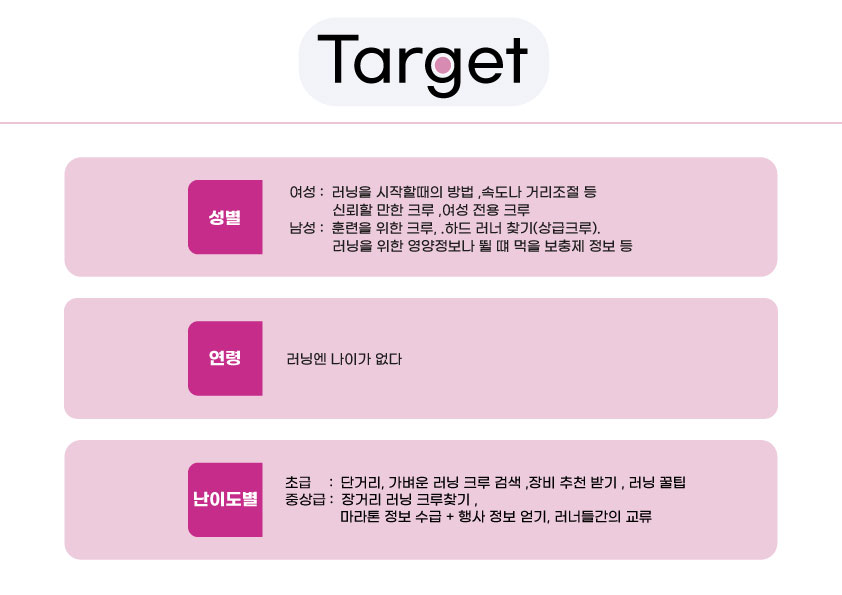 Target
성별
여성 : 러닝을 시작할때의 방법 ,속도나 거리조절 등
신뢰할 만한 크루 ,여성 전용 크루
남성 : 훈련을 위한 크루, .하드 러너 찾기(상급크루).
러닝을 위한 영양정보나 뛸 떄 먹을 보충제 정보 등
연령
러닝엔 나이가 없다
난이도별
초급 : 단거리, 가벼운 러닝 크루 검색 ,장비 추천 받기 , 러닝 꿀팁
중상급 : 장거리 러닝 크루찾기 ,
마라톤 정보 수급 + 행사 정보 얻기, 러너들간의 교류